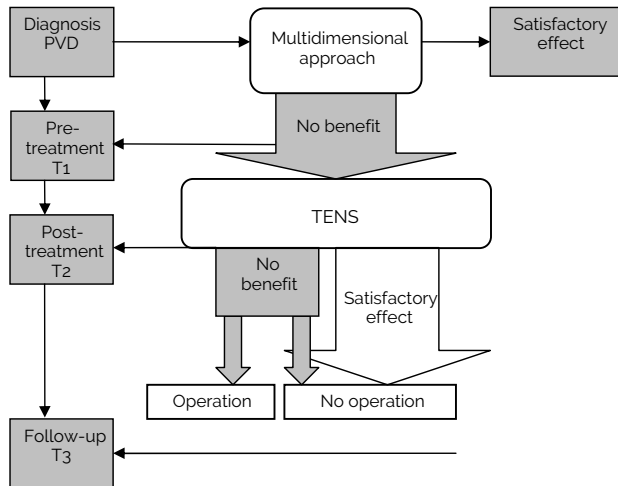 Diagnosis
PVD
Multidimensional
approach
Satisfactory
effect
No benefit
Pre-
treatment
T1
TENS
Post-
treatment
T2
No
benefit
Satisfactory
effect
Operation
No operation
Follow-up
T3